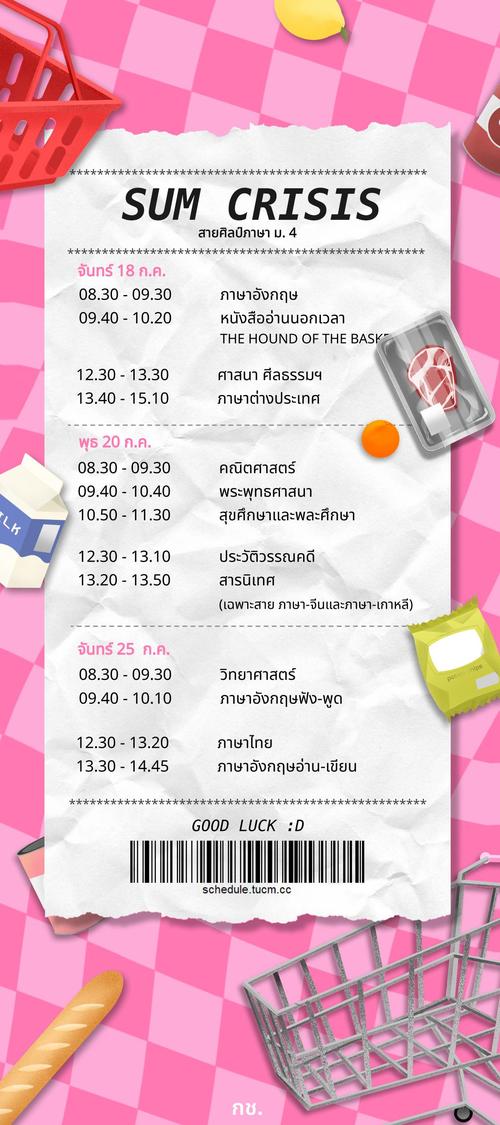 ****************************************************************
SUM CRISIS
สายศิลป์ภาษา ม. 4
****************************************************************
จันทร์ 18 ก.ค.
08.30 - 09.30 ภาษาอังกฤษ
09.40 - 10.20 หนังสืออ่านนอกเวลา
THE HOUND OF THE
12.30 - 13.30 ศาสนา ศีลธรรมฯ
13.40 - 15.10 ภาษาต่างประเทศ
พุธ 20 ก.ค.
08.30 - 09.30 คณิตศาสตร์
09.40 - 10.40 พระพุทธศาสนา
10.50 - 11.30 สุขศึกษาและพละศึกษา
12.30 - 13.10 ประวัติวรรณคดี
13.20 - 13.50 สารนิเทศ
(เฉพาะสาย ภาษา-จีนและภาษา-เกาหลี)
จันทร์ 25 ก.ค.
08.30 - 09.30 วิทยาศาสตร์
09.40 - 10.10 ภาษาอังกฤษฟัง-พูด
12.30 - 13.20 ภาษาไทย
13.30 - 14.45 ภาษาอังกฤษอ่าน-เขียน
****************************************************************
GOOD LUCK :D
schedule.tucm.cc
กช.